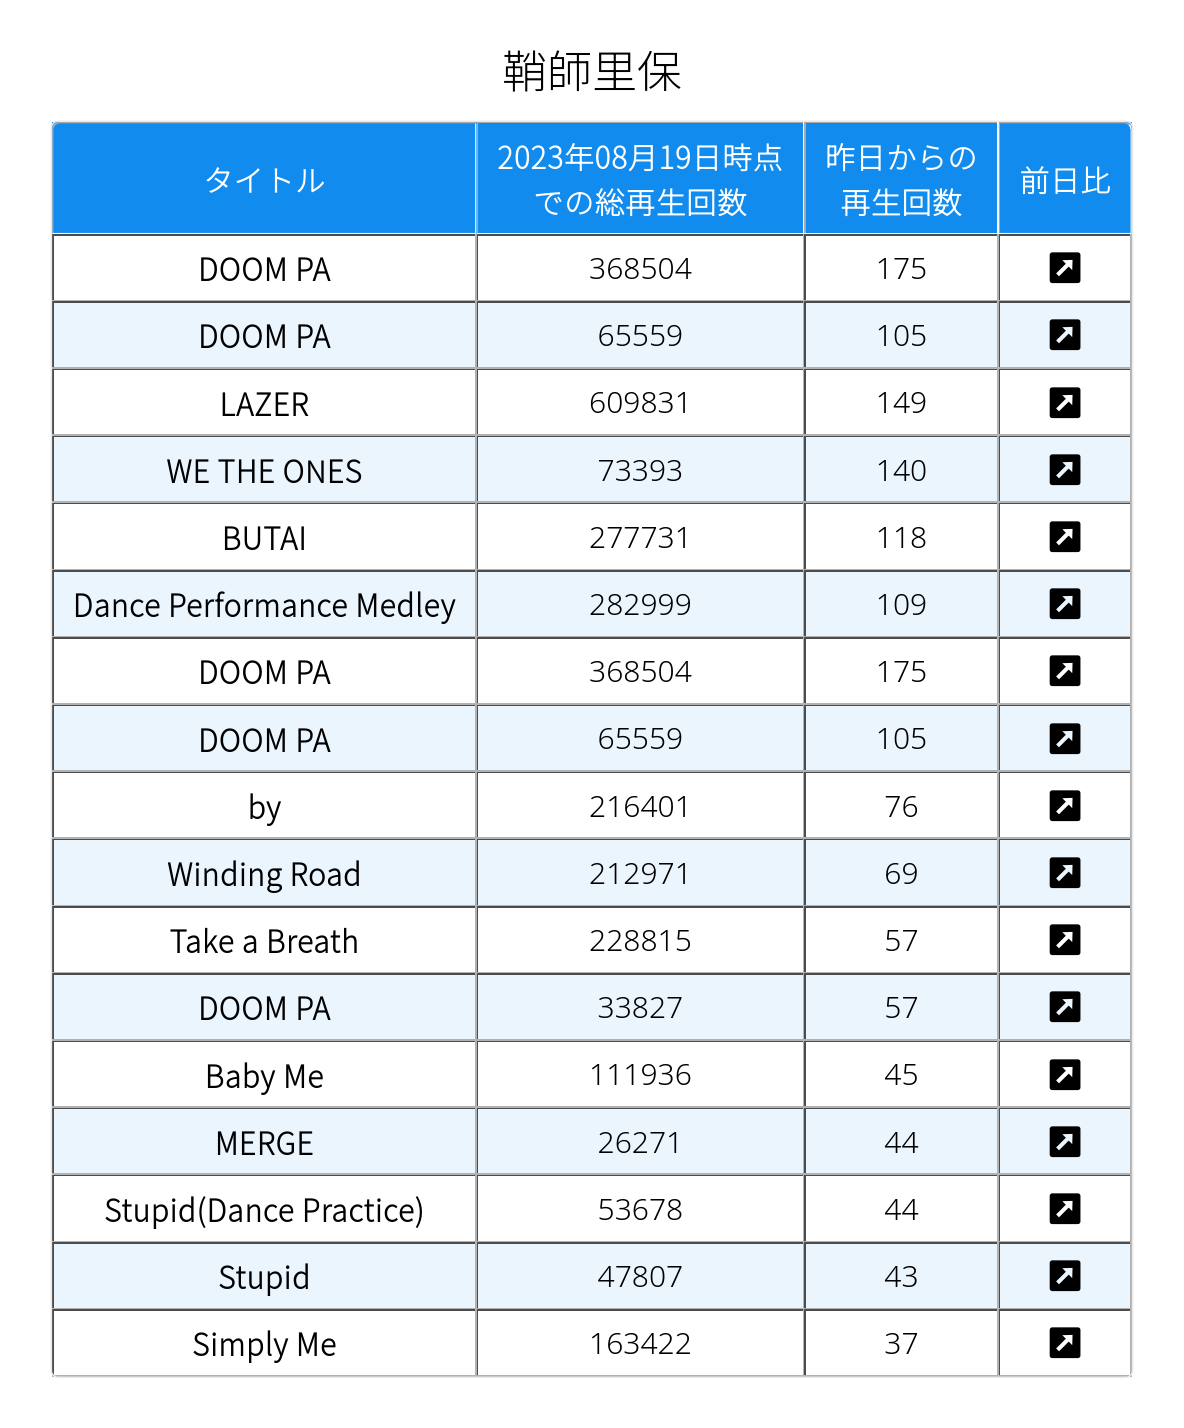 鞘師里保
タイトル 2023年08月19日時点での総再生回数 昨日からの再生回数 前日比
DOOM PA 368504 175
DOOM PA 65559 105
LAZER 609831 149
WE THE ONES 73393 140
BUTAI 277731 118
Dance Performance Medley 282999 109
DOOM PA 368504 175
DOOM PA 65559 105
by 216401 76
Winding Road 212971 69
Take a Breath 228815 57
DOOM PA 33827 57
Baby Me 111936 45
MERGE 26271 44
Stupid(Dance Practice) 53678 44
Stupid 47807 43
Simply Me 163422 37